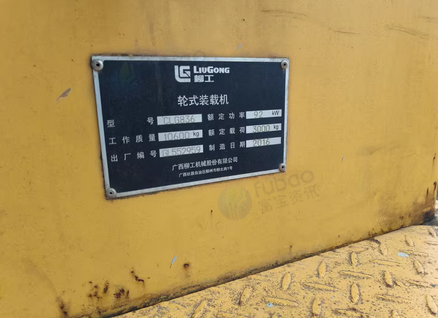 LIUGONG
柳工
轮式装载机
型号 CLG836 额定功率 92 kW
工作质量 10600 kg 额定载荷 3000 kg
出厂编号 制造日期 2016
广西柳工机械股份有限公司
Fubao